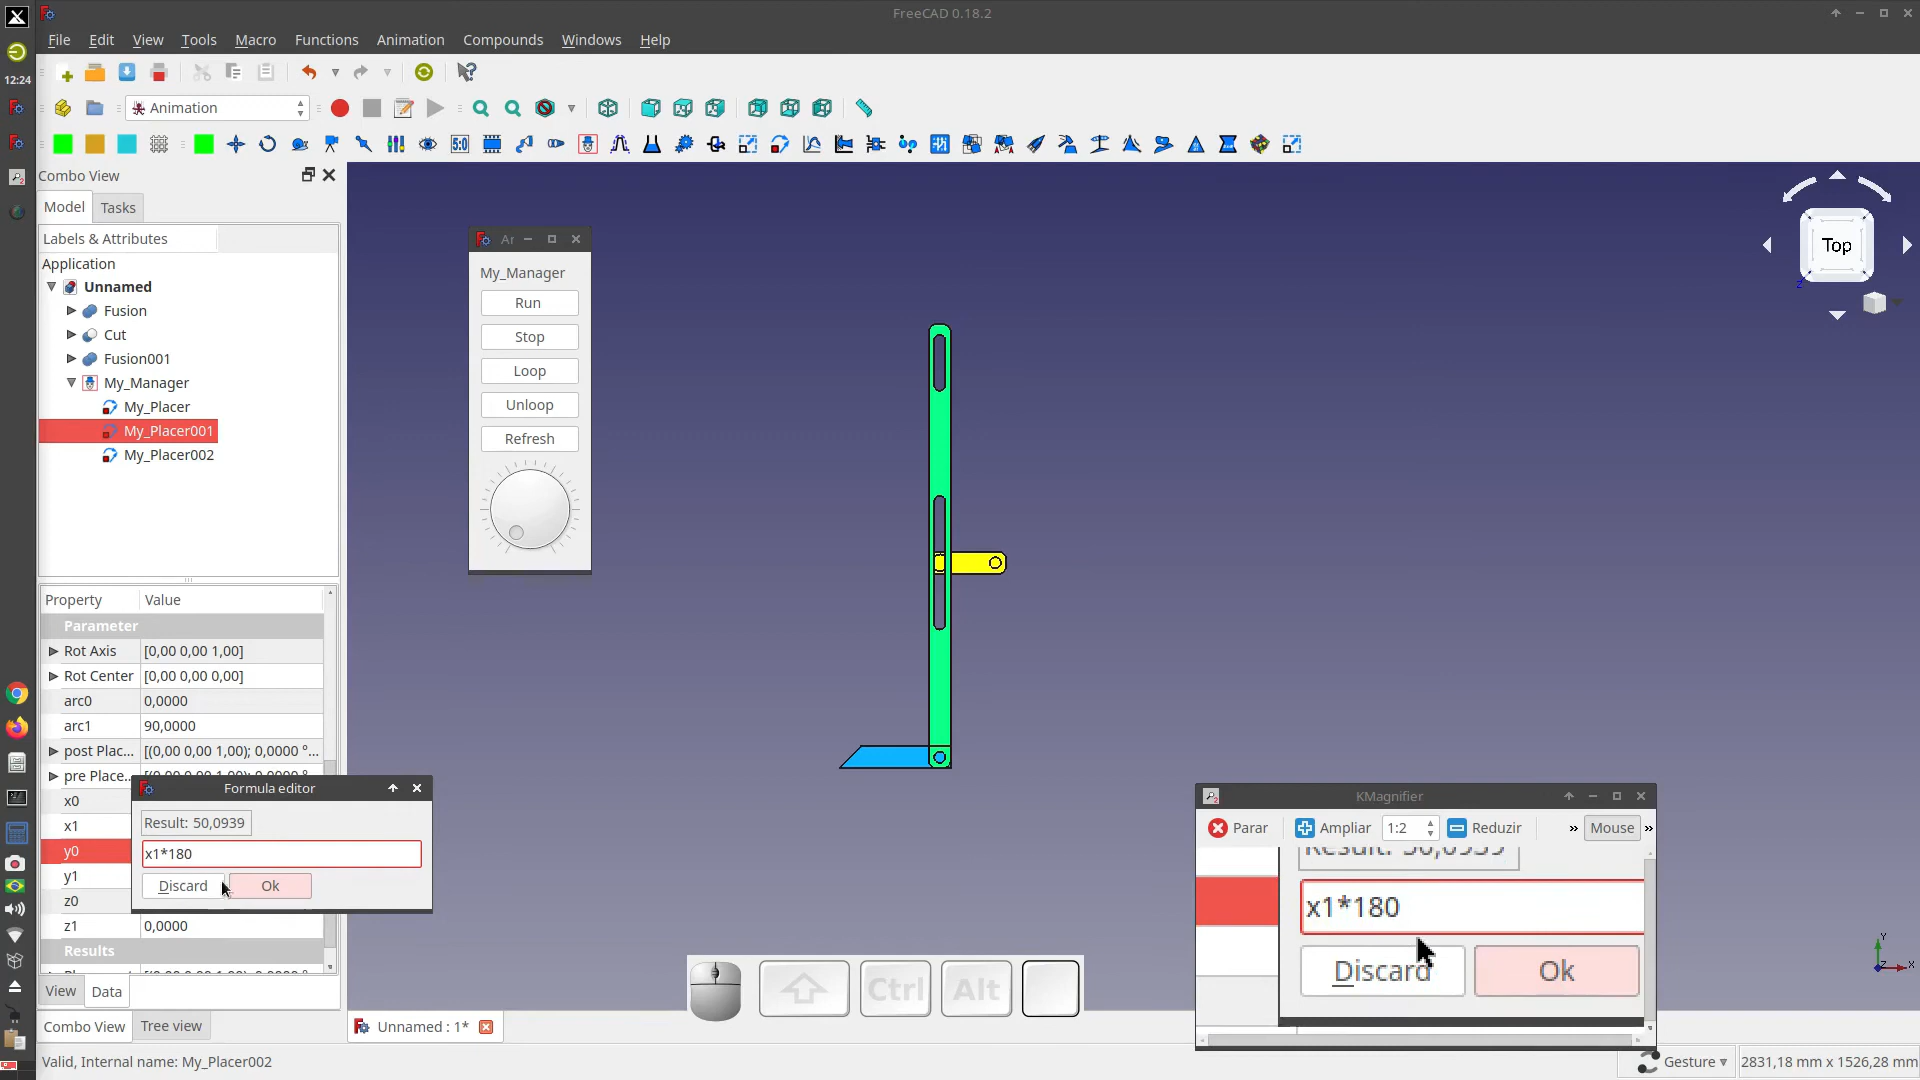 FreeCAD 0.18.2
File Edit View Tools Macro Functions Animation Compounds Windows Help
12:24
Animation
5:0
Combo View
Model Tasks
Labels & Attributes
Application
Unnamed
Fusion
Cut
Fusion001
My_Manager
My_Placer
My_Placer001
My_Placer002
Property Value
Parameter
Rot Axis [0,00 0,00 1,00]
Rot Center [0,00 0,00 0,00]
arc0 0,0000
arc1 90,0000
post Plac... [(0,00 0,00 1,00); 0,0000 °...
pre Place..
x0
x1
y0
y1
z0
z1 0,0000
Results
View Data
Combo View Tree view
Valid, Internal name: My_Placer002
Ar
My_Manager
Run
Stop
Loop
Unloop
Refresh
Top
Z
Formula editor
Result: 50,0939
x1*180
Discard Ok
Unnamed : 1*
Ctrl Alt
KMagnifier
Parar Ampliar 1:2 Reduzir » Mouse »
Result: 50,0939
x1*180
Discard Ok
Y
Z X
Gesture 2831,18 mm x 1526,28 mm